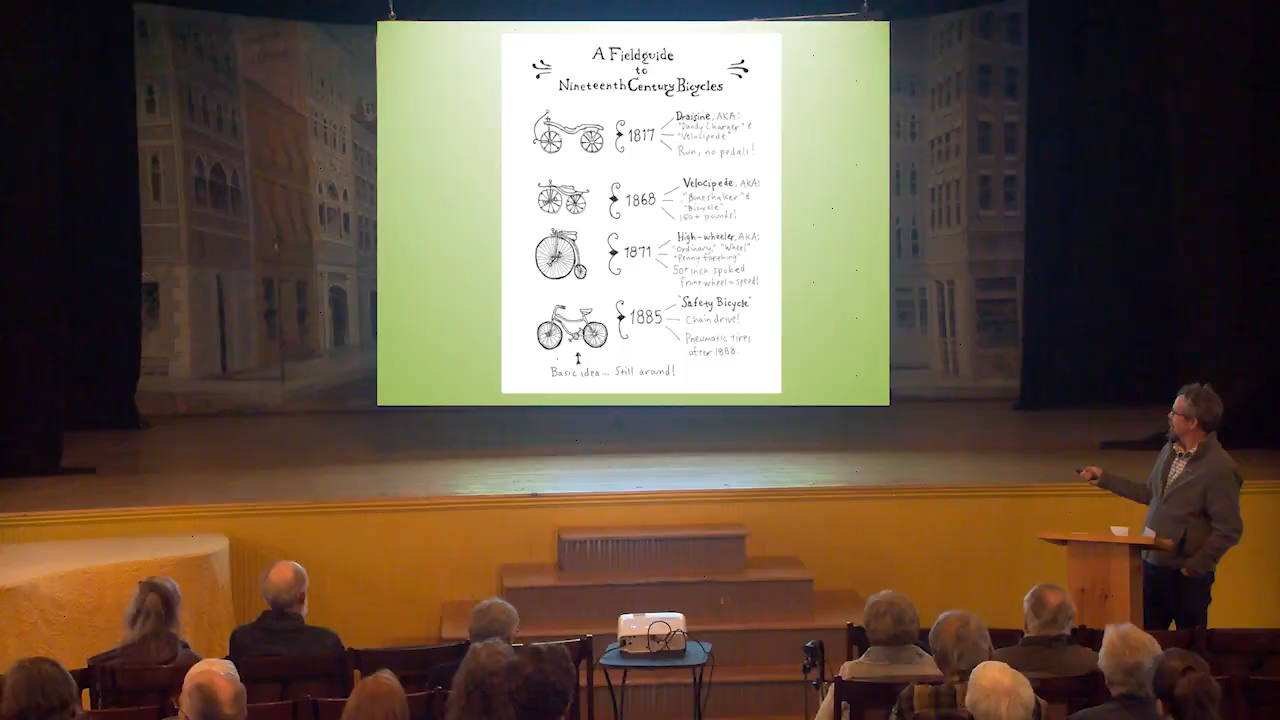 A Fieldguide
to
Nineteenth Century Bicycles
1817
Draisine, AKA:
"Dandy Charger" &
"Velocipede"
Run, no pedals!
1868
Velocipede, AKA:
"Boneshaker" &
"Bicycle"
150+ pounds!
1871
High-wheeler, AKA:
"Ordinary," "Wheel"
"Penny farthing"
50+ inch spoked
front wheel = speed!
1885
"Safety Bicycle"
Chain drive!
Pneumatic tires
after 1888.
Basic idea... Still around!